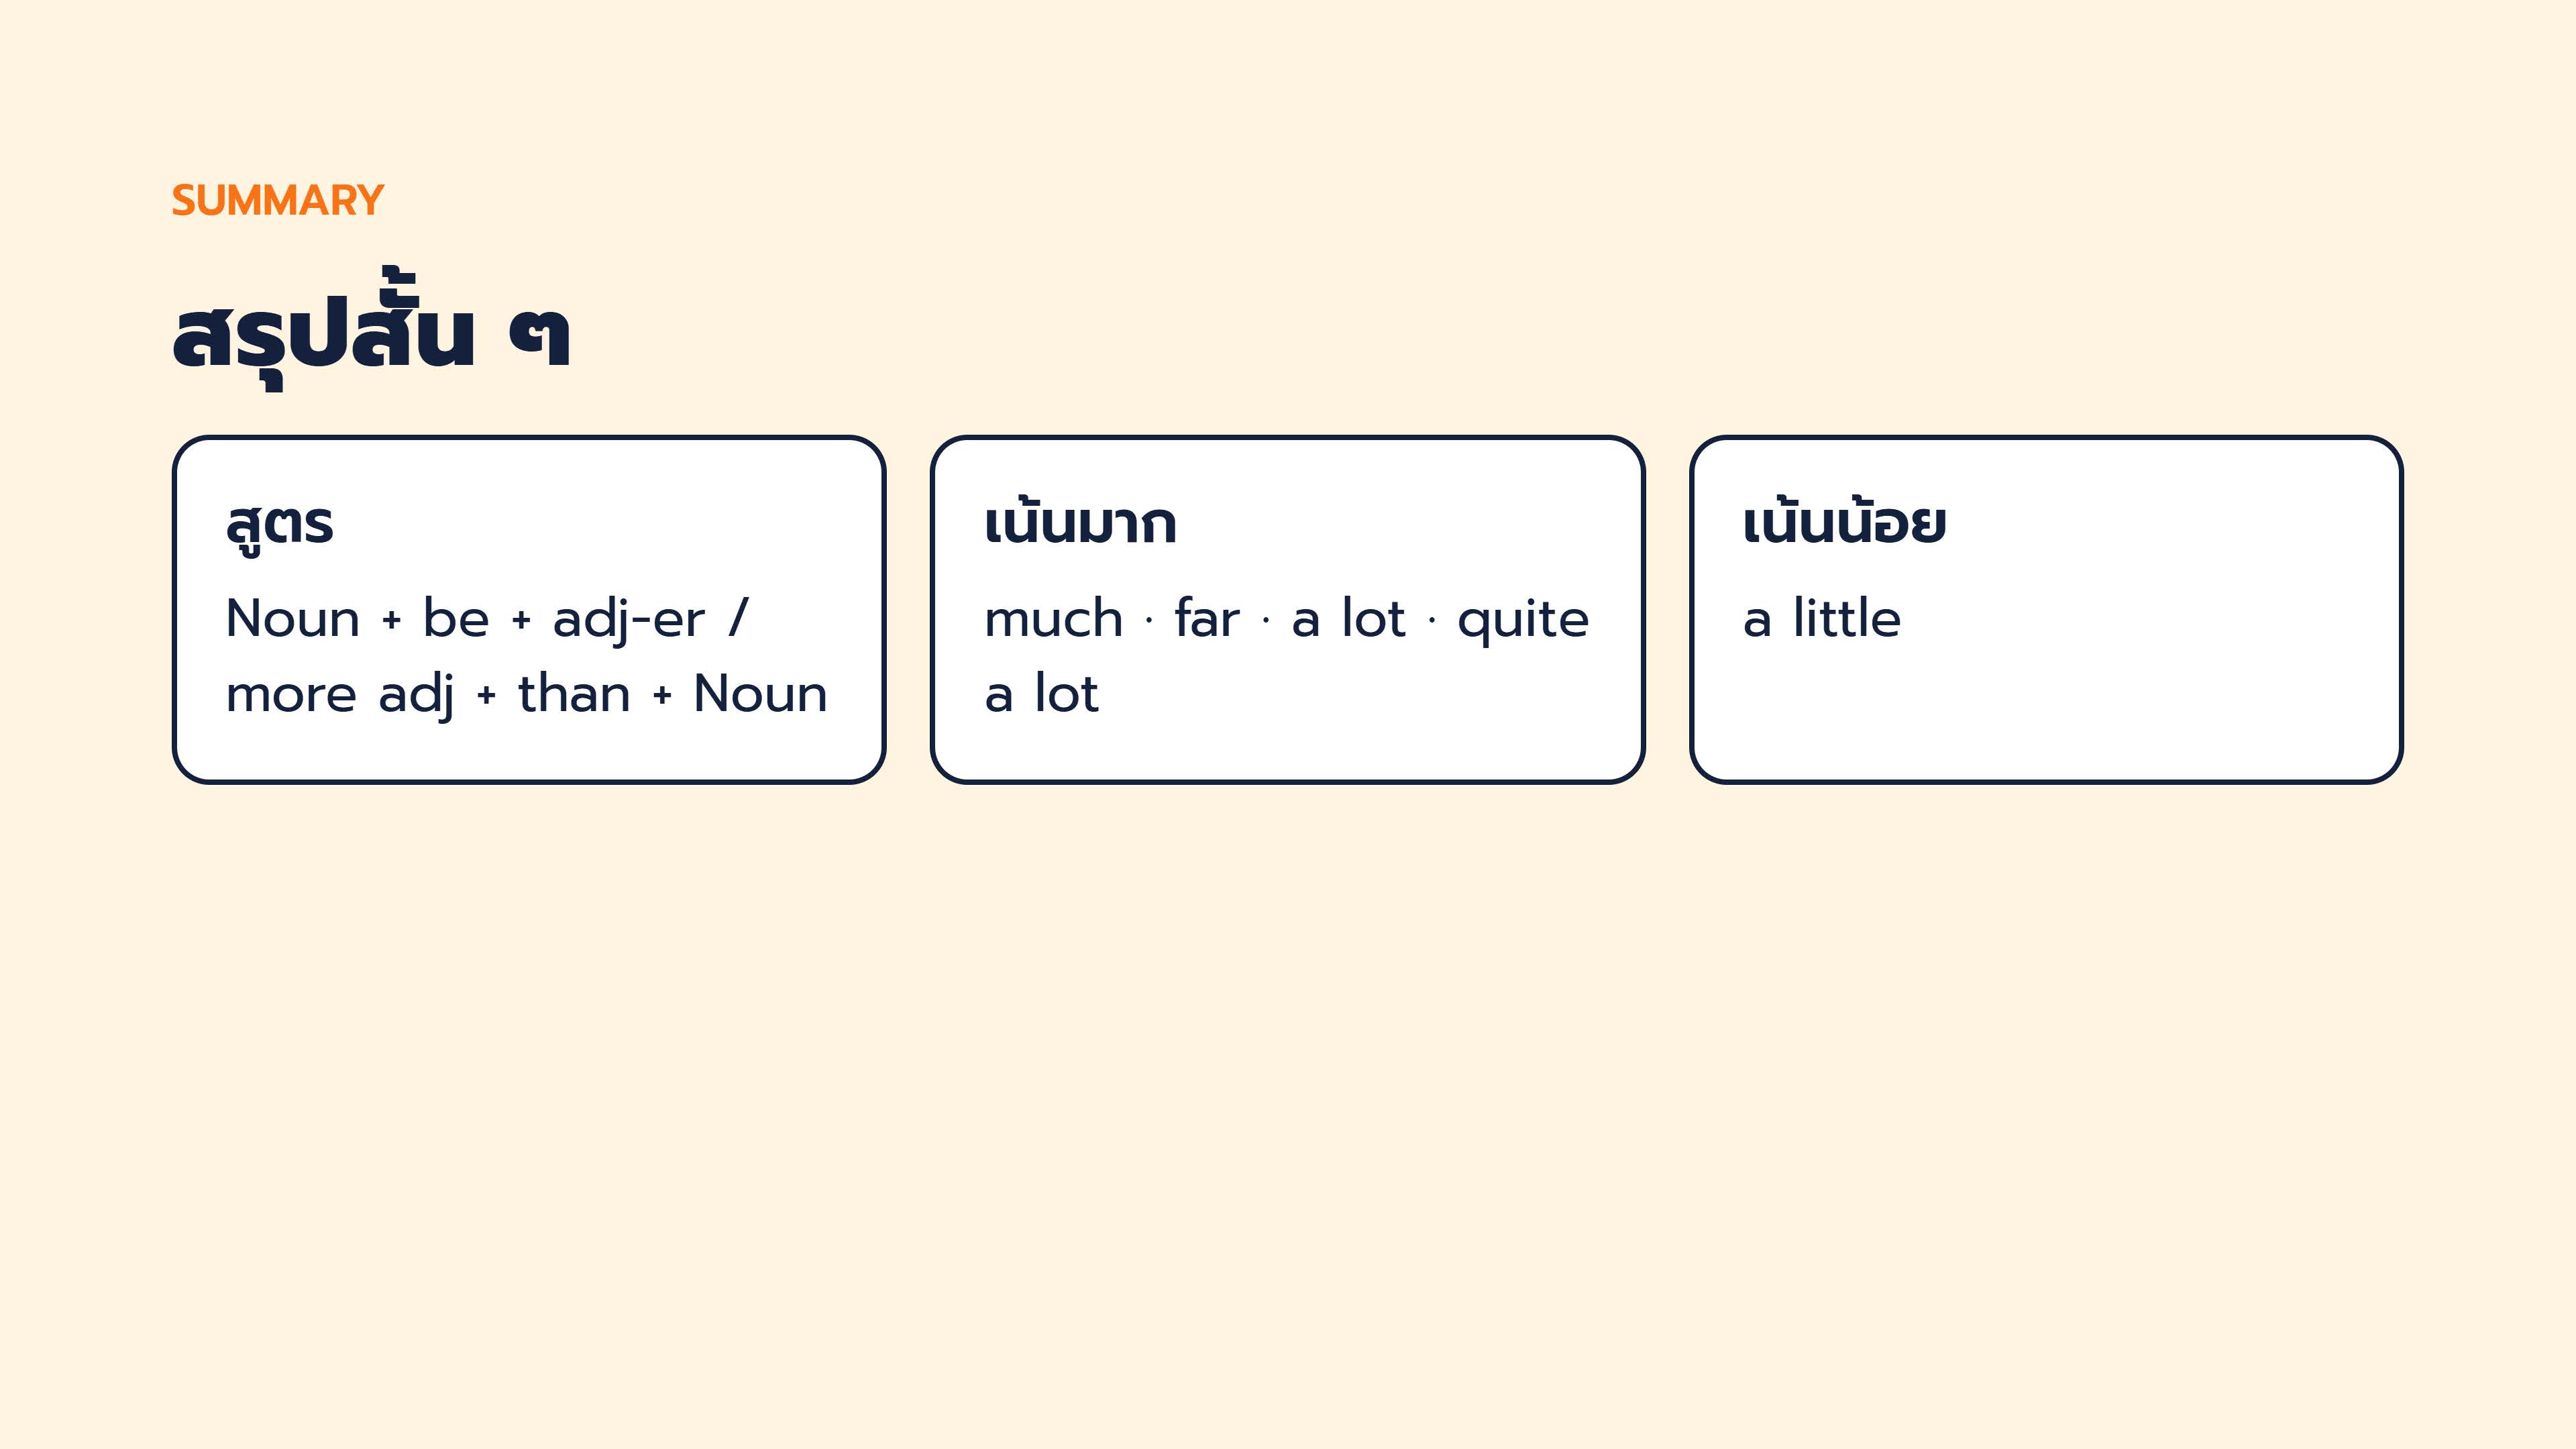 SUMMARY
สรุปสั้น ๆ
สูตร
Noun + be + adj-er /
more adj + than + Noun
เน้นมาก
much · far · a lot · quite
a lot
เน้นน้อย
a little